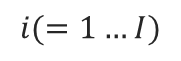 i(= 1 … I)